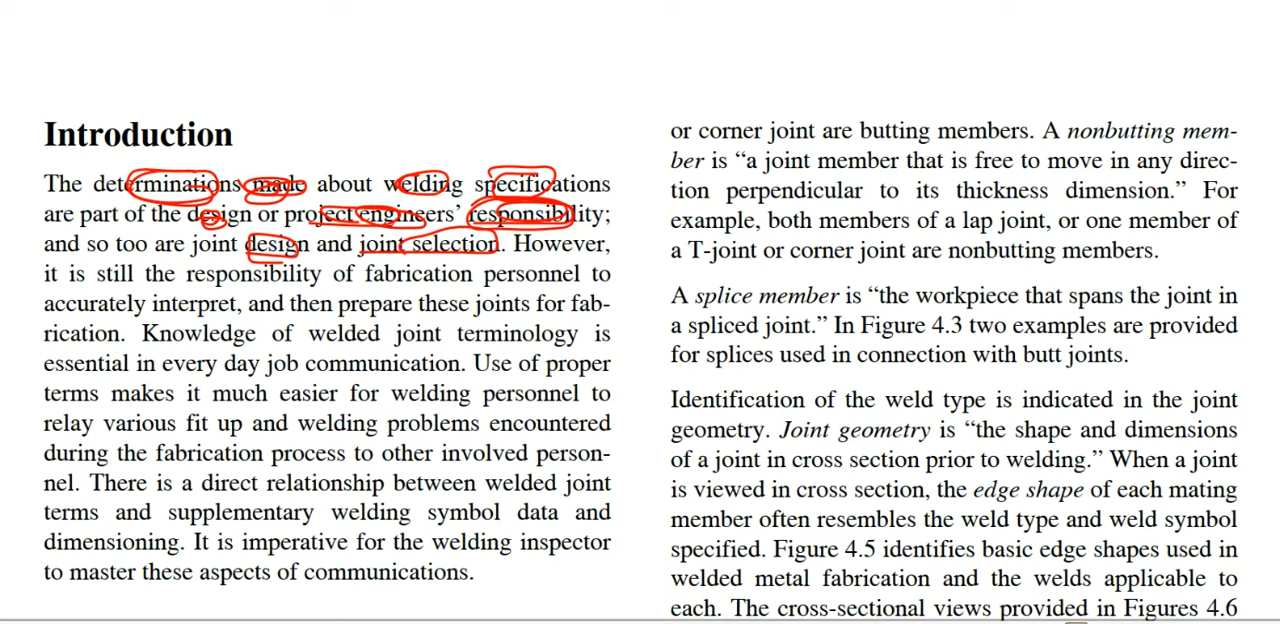 Introduction
The determinations made about welding specifications
are part of the design or project engineers’ responsibility;
and so too are joint design and joint selection. However,
it is still the responsibility of fabrication personnel to
accurately interpret, and then prepare these joints for fab-
rication. Knowledge of welded joint terminology is
essential in every day job communication. Use of proper
terms makes it much easier for welding personnel to
relay various fit up and welding problems encountered
during the fabrication process to other involved person-
nel. There is a direct relationship between welded joint
terms and supplementary welding symbol data and
dimensioning. It is imperative for the welding inspector
to master these aspects of communications.
or corner joint are butting members. A nonbutting mem-
ber is “a joint member that is free to move in any direc-
tion perpendicular to its thickness dimension.” For
example, both members of a lap joint, or one member of
a T-joint or corner joint are nonbutting members.
A splice member is “the workpiece that spans the joint in
a spliced joint.” In Figure 4.3 two examples are provided
for splices used in connection with butt joints.
Identification of the weld type is indicated in the joint
geometry. Joint geometry is “the shape and dimensions
of a joint in cross section prior to welding.” When a joint
is viewed in cross section, the edge shape of each mating
member often resembles the weld type and weld symbol
specified. Figure 4.5 identifies basic edge shapes used in
welded metal fabrication and the welds applicable to
each. The cross-sectional views provided in Figures 4.6